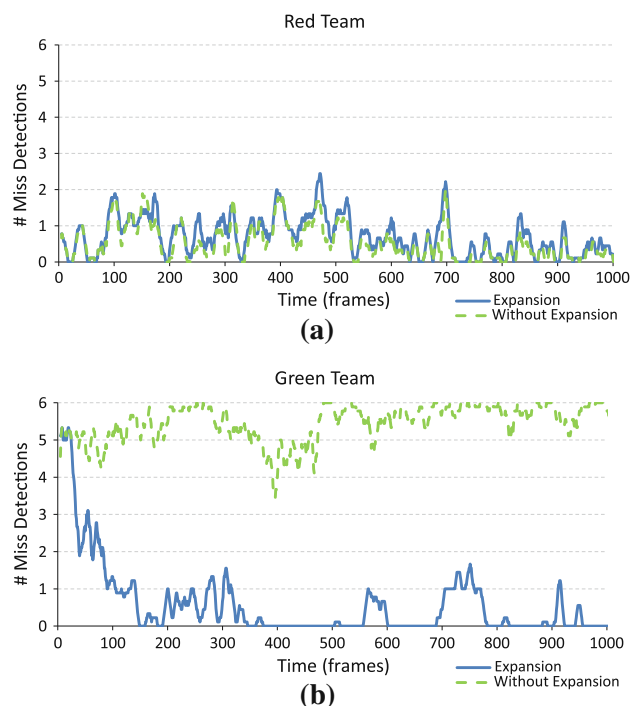 Red Team
6
5
4
3
2
1
0
# Miss Detections
0 100 200 300 400 500 600 700 800 900 1000
Time (frames)
Expansion
Without Expansion
(a)
Green Team
6
5
4
3
2
1
0
# Miss Detections
0 100 200 300 400 500 600 700 800 900 1000
Time (frames)
Expansion
Without Expansion
(b)